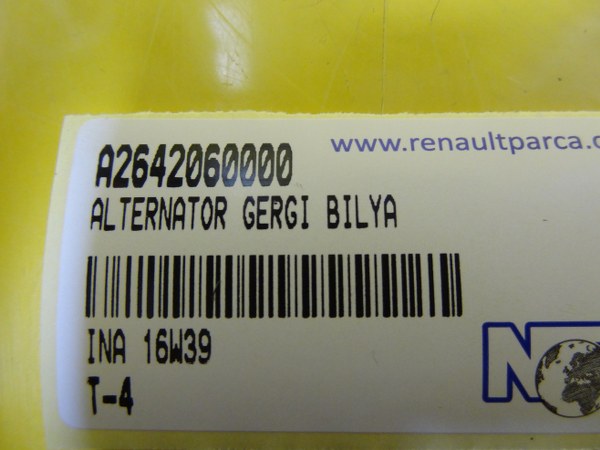 www.renaultparca.
A2642060000
ALTERNATOR GERGI BILYA
INA 16W39
T-4
N